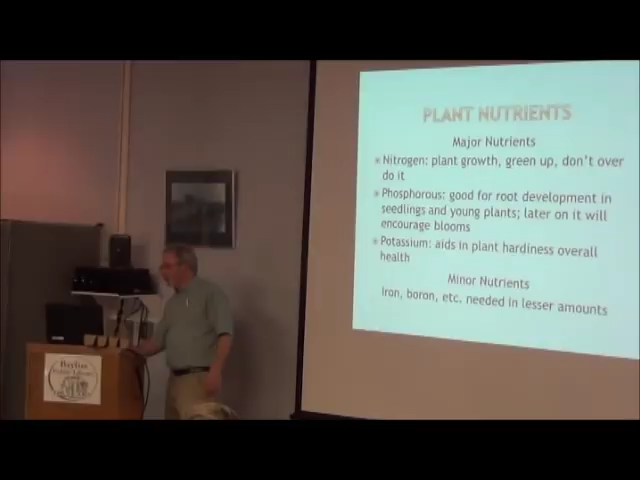 PLANT NUTRIENTS
Major Nutrients
Nitrogen: plant growth, green up, don't over
do it
Phosphorous: good for root development in
seedlings and young plants; later on it will
encourage blooms
Potassium: aids in plant hardiness overall
health
Minor Nutrients
Iron, boron, etc. needed in lesser amounts